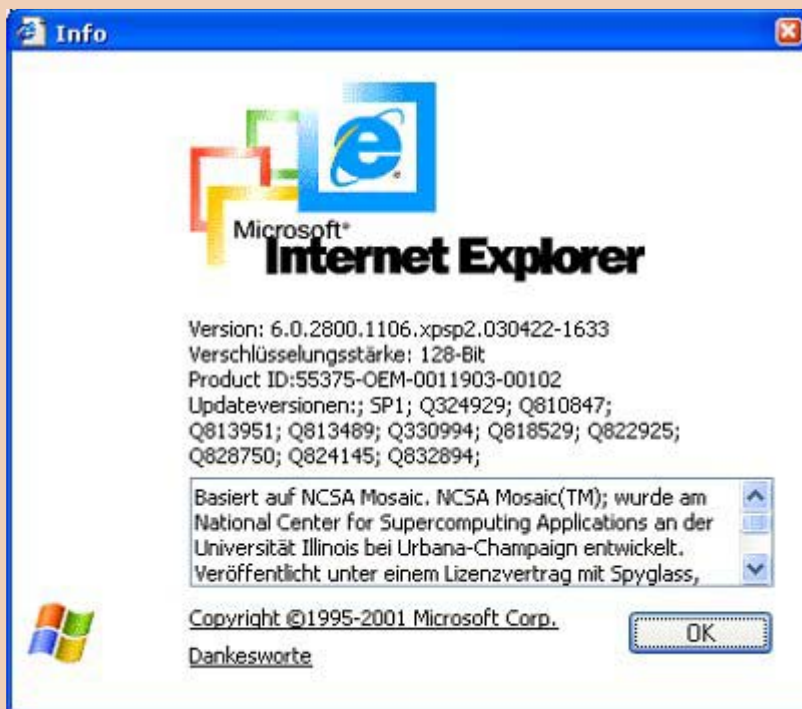 Info
Microsoft®
Internet Explorer
Version: 6.0.2800.1106.xpsp2.030422-1633
Verschlüsselungsstärke: 128-Bit
Product ID:55375-OEM-0011903-00102
Updateversionen:; SP1; Q324929; Q810847;
Q813951; Q813489; Q330994; Q818529; Q822925;
Q828750; Q824145; Q832894;
Basiert auf NCSA Mosaic. NCSA Mosaic(TM); wurde am
National Center for Supercomputing Applications an der
Universität Illinois bei Urbana-Champaign entwickelt.
Veröffentlicht unter einem Lizenzvertrag mit Spyglass,
Copyright ©1995-2001 Microsoft Corp.
OK
Dankesworte